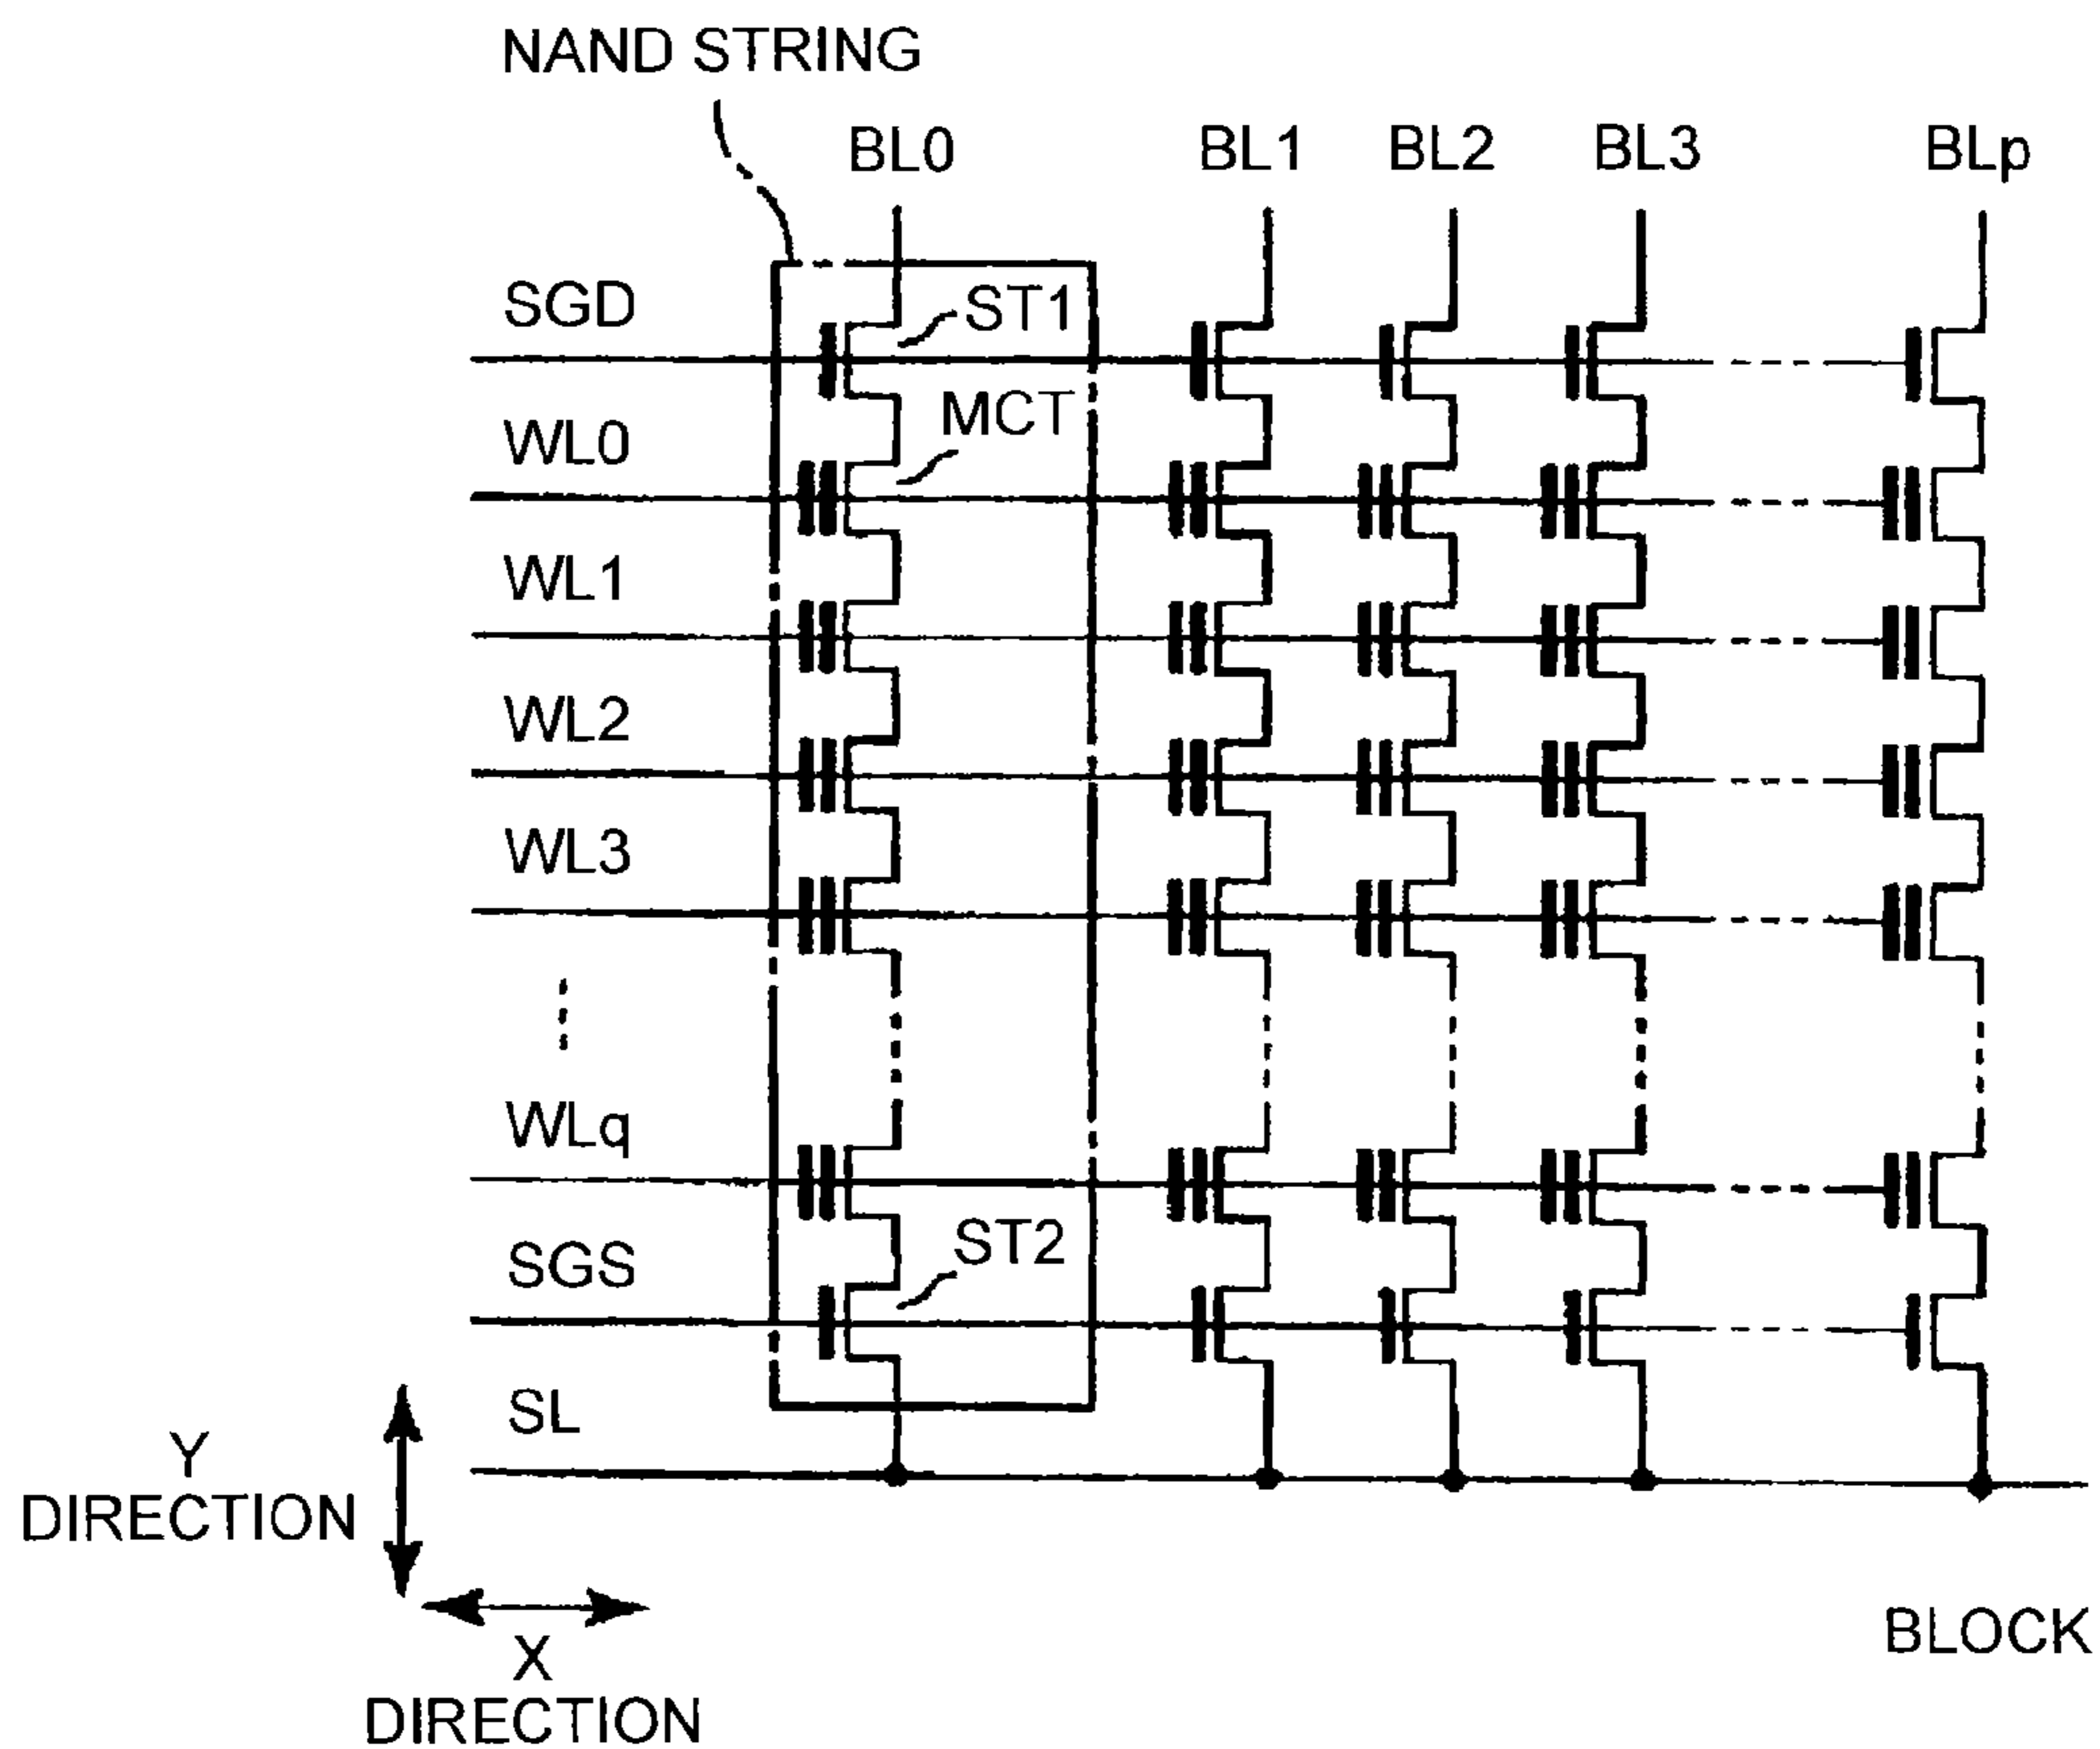 NAND STRING
BL0
BL1
BL2
BL3
BLp
SGD
ST1
WL0
MCT
WL1
WL2
WL3
WLq
SGS
ST2
SL
Y
DIRECTION
X
DIRECTION
BLOCK